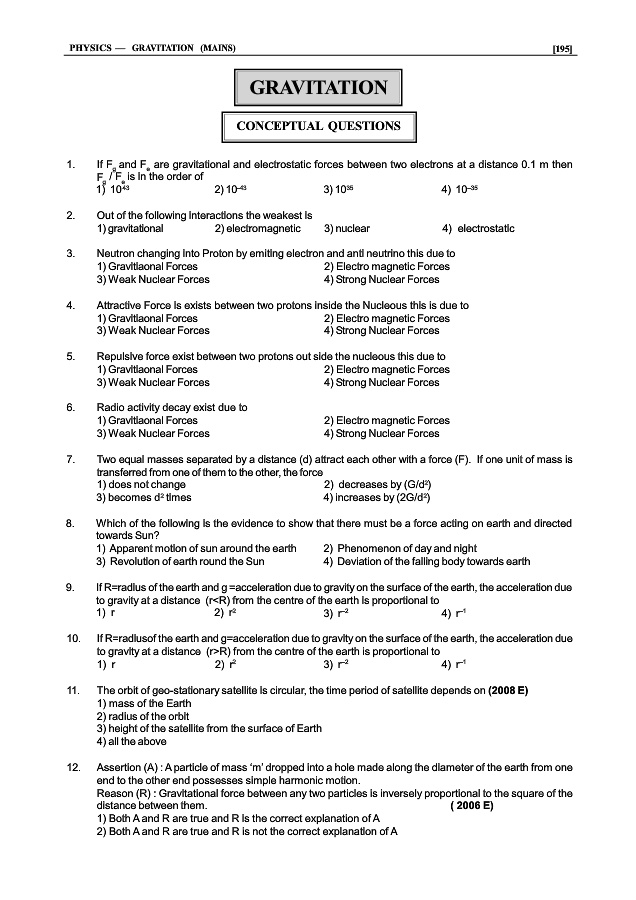 PHYSICS — GRAVITATION (MAINS) [195]
GRAVITATION
CONCEPTUAL QUESTIONS
1. If Fg and Fe are gravitational and electrostatic forces between two electrons at a distance 0.1 m then
Fg / Fe is in the order of
1) 10⁴³ 2) 10⁻⁴³ 3) 10³⁵ 4) 10⁻³⁵
2. Out of the following interactions the weakest is
1) gravitational 2) electromagnetic 3) nuclear 4) electrostatic
3. Neutron changing into Proton by emiting electron and anti neutrino this due to
1) Gravitiaonal Forces 2) Electro magnetic Forces
3) Weak Nuclear Forces 4) Strong Nuclear Forces
4. Attractive Force is exists between two protons inside the Nucleous this is due to
1) Gravitiaonal Forces 2) Electro magnetic Forces
3) Weak Nuclear Forces 4) Strong Nuclear Forces
5. Repulsive force exist between two protons out side the nucleous this due to
1) Gravitiaonal Forces 2) Electro magnetic Forces
3) Weak Nuclear Forces 4) Strong Nuclear Forces
6. Radio activity decay exist due to
1) Gravitiaonal Forces 2) Electro magnetic Forces
3) Weak Nuclear Forces 4) Strong Nuclear Forces
7. Two equal masses separated by a distance (d) attract each other with a force (F). If one unit of mass is
transferred from one of them to the other, the force
1) does not change 2) decreases by (G/d²)
3) becomes d² times 4) increases by (2G/d²)
8. Which of the following is the evidence to show that there must be a force acting on earth and directed
towards Sun?
1) Apparent motion of sun around the earth 2) Phenomenon of day and night
3) Revolution of earth round the Sun 4) Deviation of the falling body towards earth
9. If R=radius of the earth and g =acceleration due to gravity on the surface of the earth, the acceleration due
to gravity at a distance (r<R) from the centre of the earth is proportional to
1) r 2) r² 3) r⁻² 4) r⁻¹
10. If R=radiusof the earth and g=acceleration due to gravity on the surface of the earth, the acceleration due
to gravity at a distance (r>R) from the centre of the earth is proportional to
1) r 2) r² 3) r⁻² 4) r⁻¹
11. The orbit of geo-stationary satellite is circular, the time period of satellite depends on (2008 E)
1) mass of the Earth
2) radius of the orbit
3) height of the satellite from the surface of Earth
4) all the above
12. Assertion (A) : A particle of mass ‘m’ dropped into a hole made along the diameter of the earth from one
end to the other end possesses simple harmonic motion.
Reason (R) : Gravitational force between any two particles is inversely proportional to the square of the
distance between them. ( 2006 E)
1) Both A and R are true and R is the correct explanation of A
2) Both A and R are true and R is not the correct explanation of A